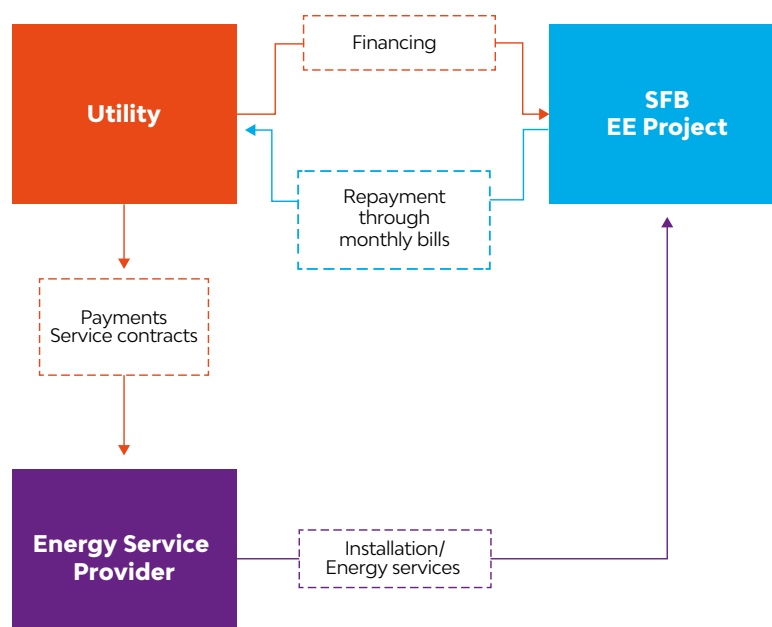 Financing
Utility
SFB
EE Project
Repayment
through
monthly bills
Payments
Service contracts
Energy Service
Provider
Installation/
Energy services